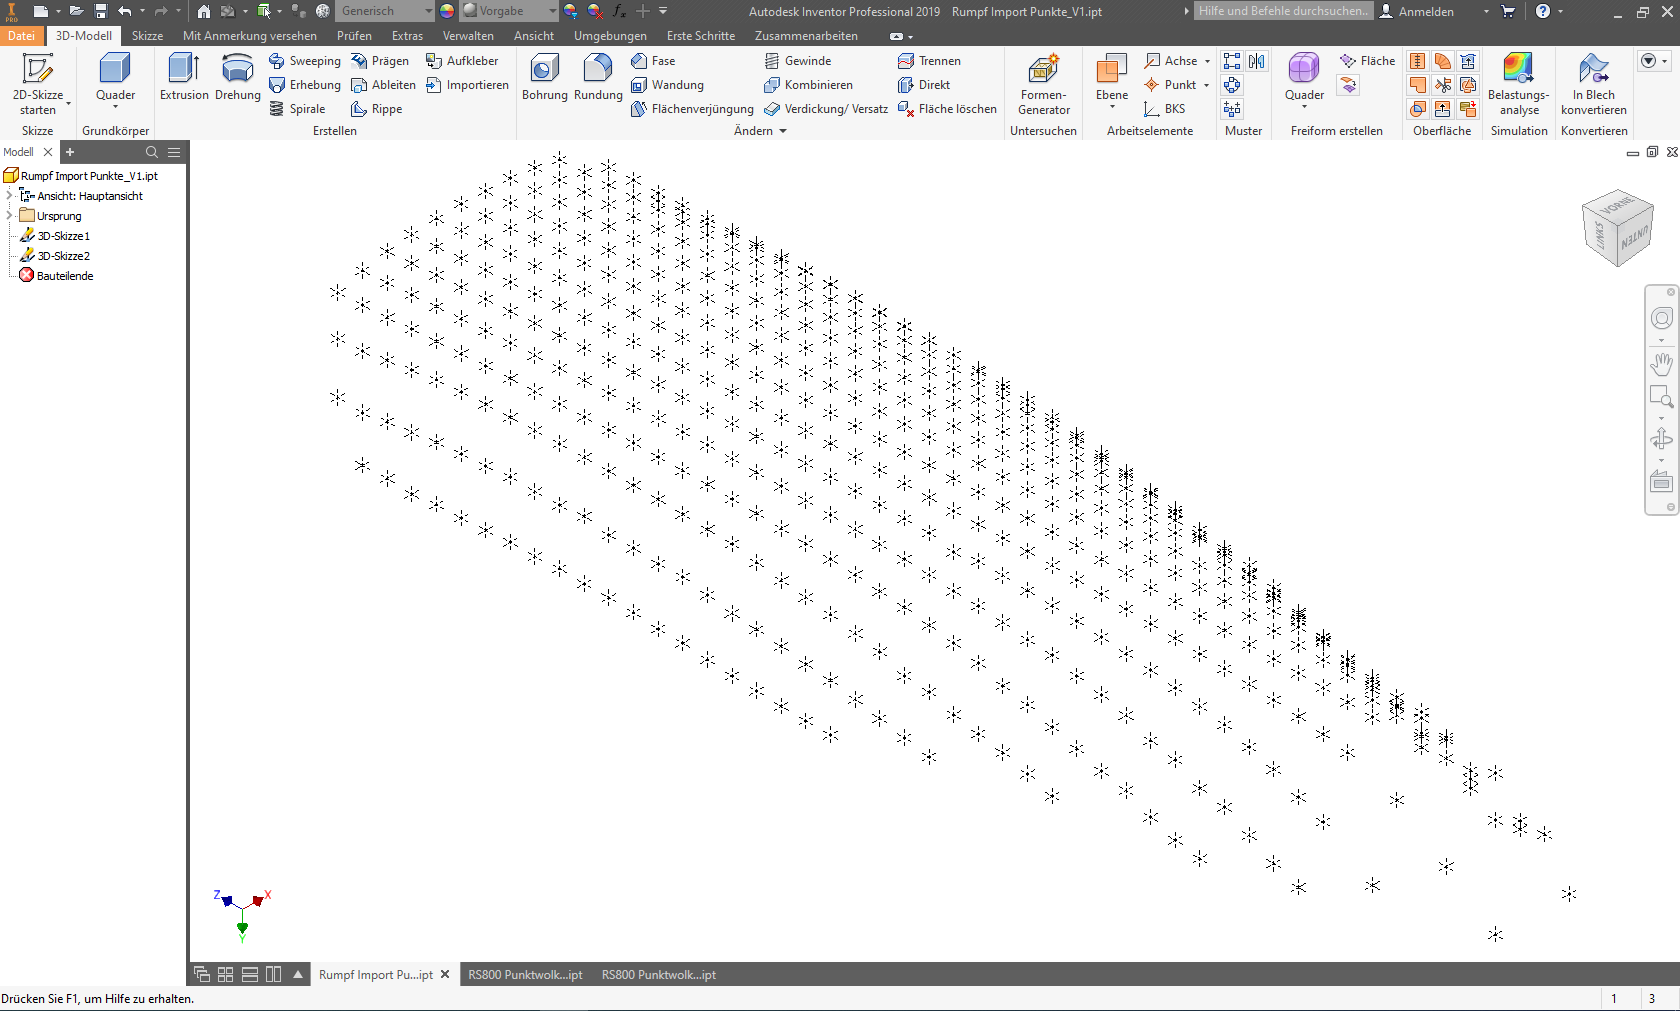 PRO
Generisch
Vorgabe
Autodesk Inventor Professional 2019 Rumpf Import Punkte_V1.ipt
Hilfe und Befehle durchsuchen..
Anmelden
Datei 3D-Modell Skizze Mit Anmerkung versehen Prüfen Extras Verwalten Ansicht Umgebungen Erste Schritte Zusammenarbeiten
2D-Skizze starten
Skizze
Quader
Grundkörper
Extrusion Drehung
Sweeping Prägen Aufkleber
Erhebung Ableiten Importieren
Spirale Rippe
Erstellen
Bohrung Rundung
Fase Gewinde Trennen
Wandung Kombinieren Direkt
Flächenverjüngung Verdickung/ Versatz Fläche löschen
Ändern
Formen-
Generator
Untersuchen
Ebene
Achse
Punkt
BKS
Arbeitselemente
Muster
Quader
Fläche
Freiform erstellen
Oberfläche
Belastungs-
analyse
Simulation
In Blech
konvertieren
Konvertieren
Modell
Rumpf Import Punkte_V1.ipt
Ansicht: Hauptansicht
Ursprung
3D-Skizze1
3D-Skizze2
Bauteilende
VORNE
LINKS
UNTEN
Z X
Y
Rumpf Import Pu...ipt RS800 Punktwolk...ipt RS800 Punktwolk...ipt
Drücken Sie F1, um Hilfe zu erhalten.
1 3